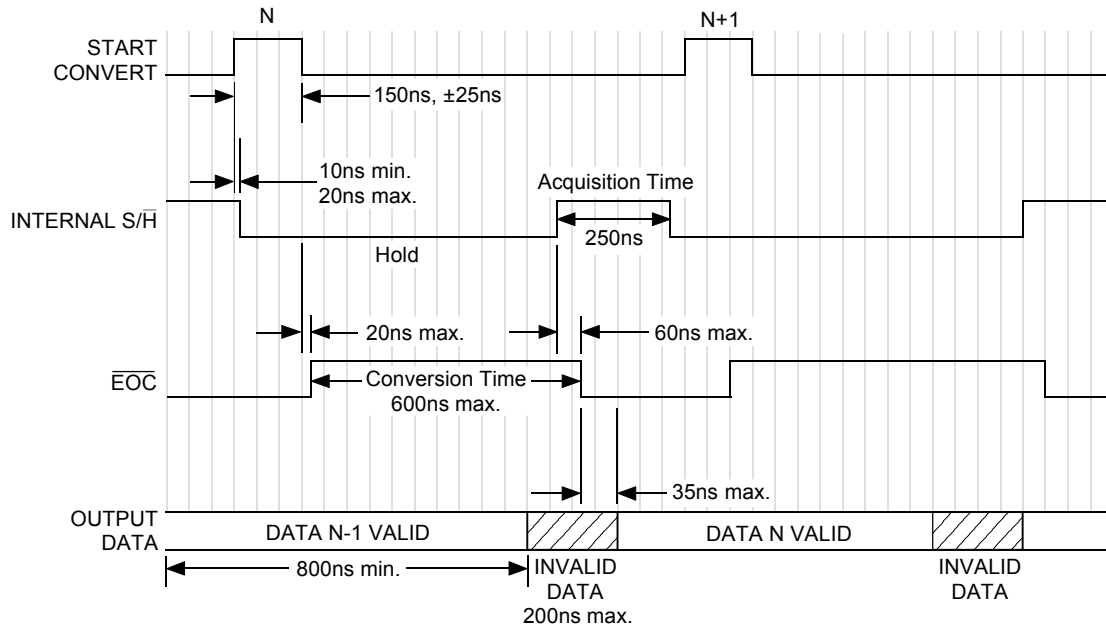 N
N+1
START
CONVERT
150ns, ±25ns
10ns min.
20ns max.
Acquisition Time
INTERNAL S/H̅
250ns
Hold
20ns max.
60ns max.
E̅O̅C̅
Conversion Time
600ns max.
35ns max.
OUTPUT
DATA
DATA N-1 VALID
DATA N VALID
800ns min.
INVALID
DATA
200ns max.
INVALID
DATA